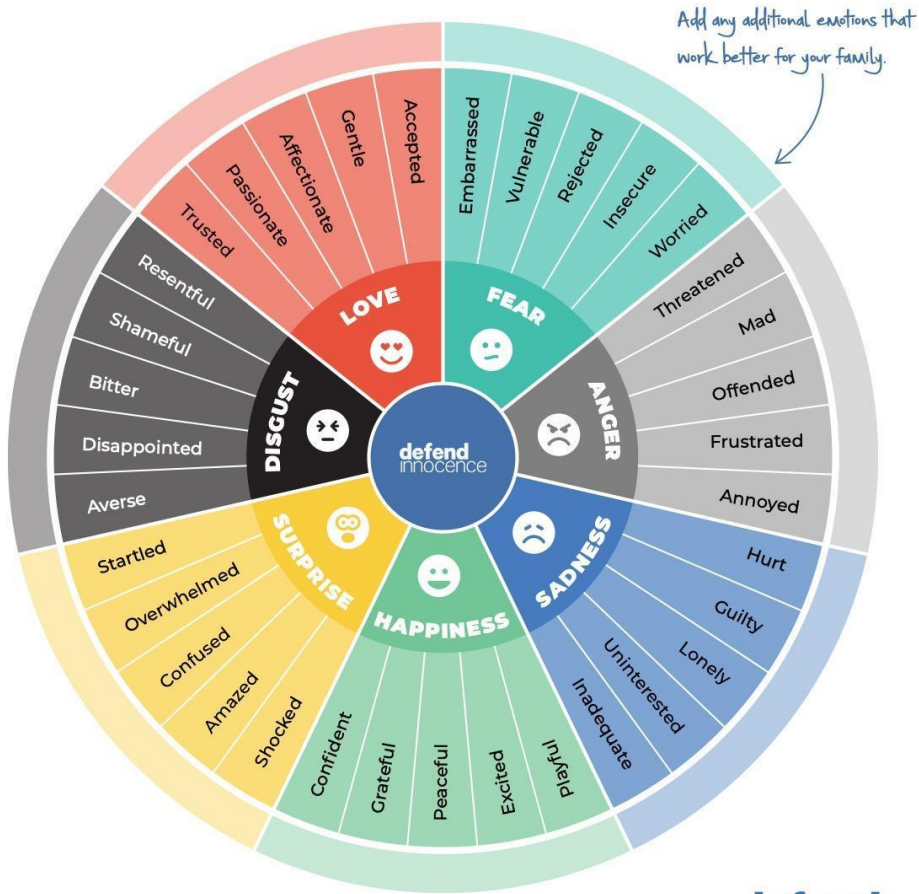 Add any additional emotions that
work better for your family.
LOVE
Trusted
Passionate
Affectionate
Gentle
Accepted
FEAR
Embarrassed
Vulnerable
Rejected
Insecure
Worried
ANGER
Threatened
Mad
Offended
Frustrated
Annoyed
SADNESS
Hurt
Guilty
Lonely
Uninterested
Inadequate
HAPPINESS
Playful
Excited
Peaceful
Grateful
Confident
SURPRISE
Shocked
Amazed
Confused
Overwhelmed
Startled
DISGUST
Averse
Disappointed
Bitter
Shameful
Resentful
defend
innocence